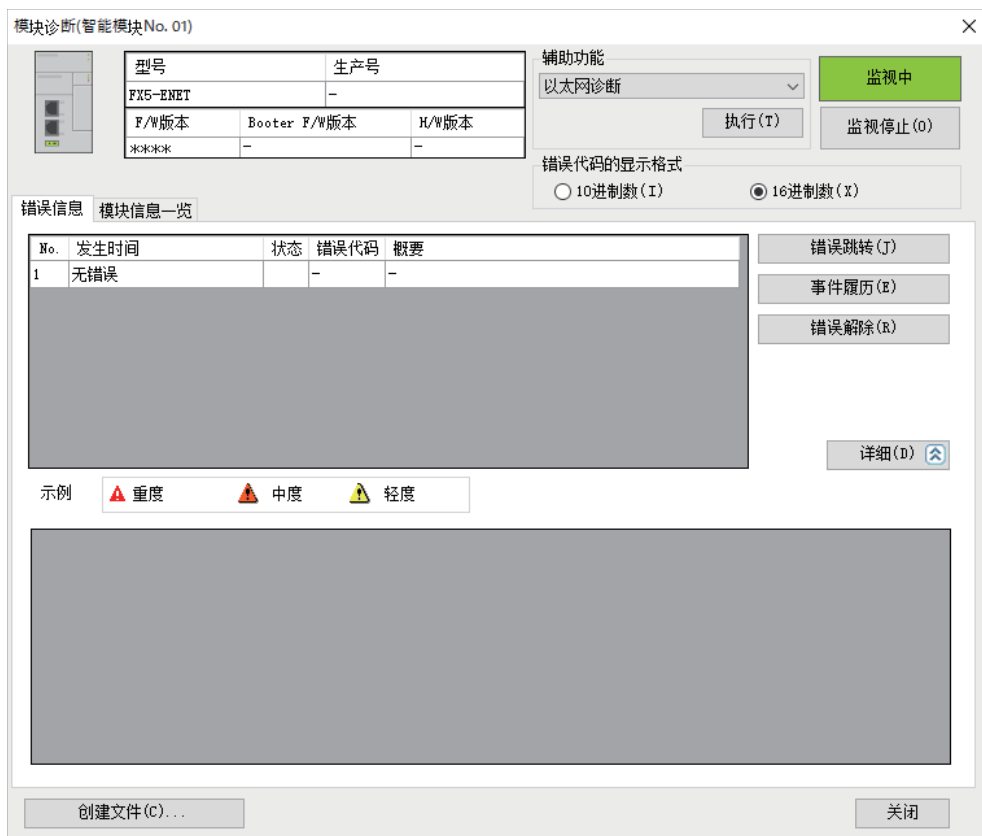 模块诊断(智能模块No. 01)
型号 生产号
FX5-ENET -
F/W版本 Booter F/W版本 H/W版本
**** - -
辅助功能
以太网诊断
执行(T)
监视中
监视停止(O)
错误代码的显示格式
10进制数(I) 16进制数(X)
错误信息 模块信息一览
No. 发生时间 状态 错误代码 概要
1 无错误 - -
错误跳转(J)
事件履历(E)
错误解除(R)
详细(D)
示例 重度 中度 轻度
创建文件(C)... 关闭